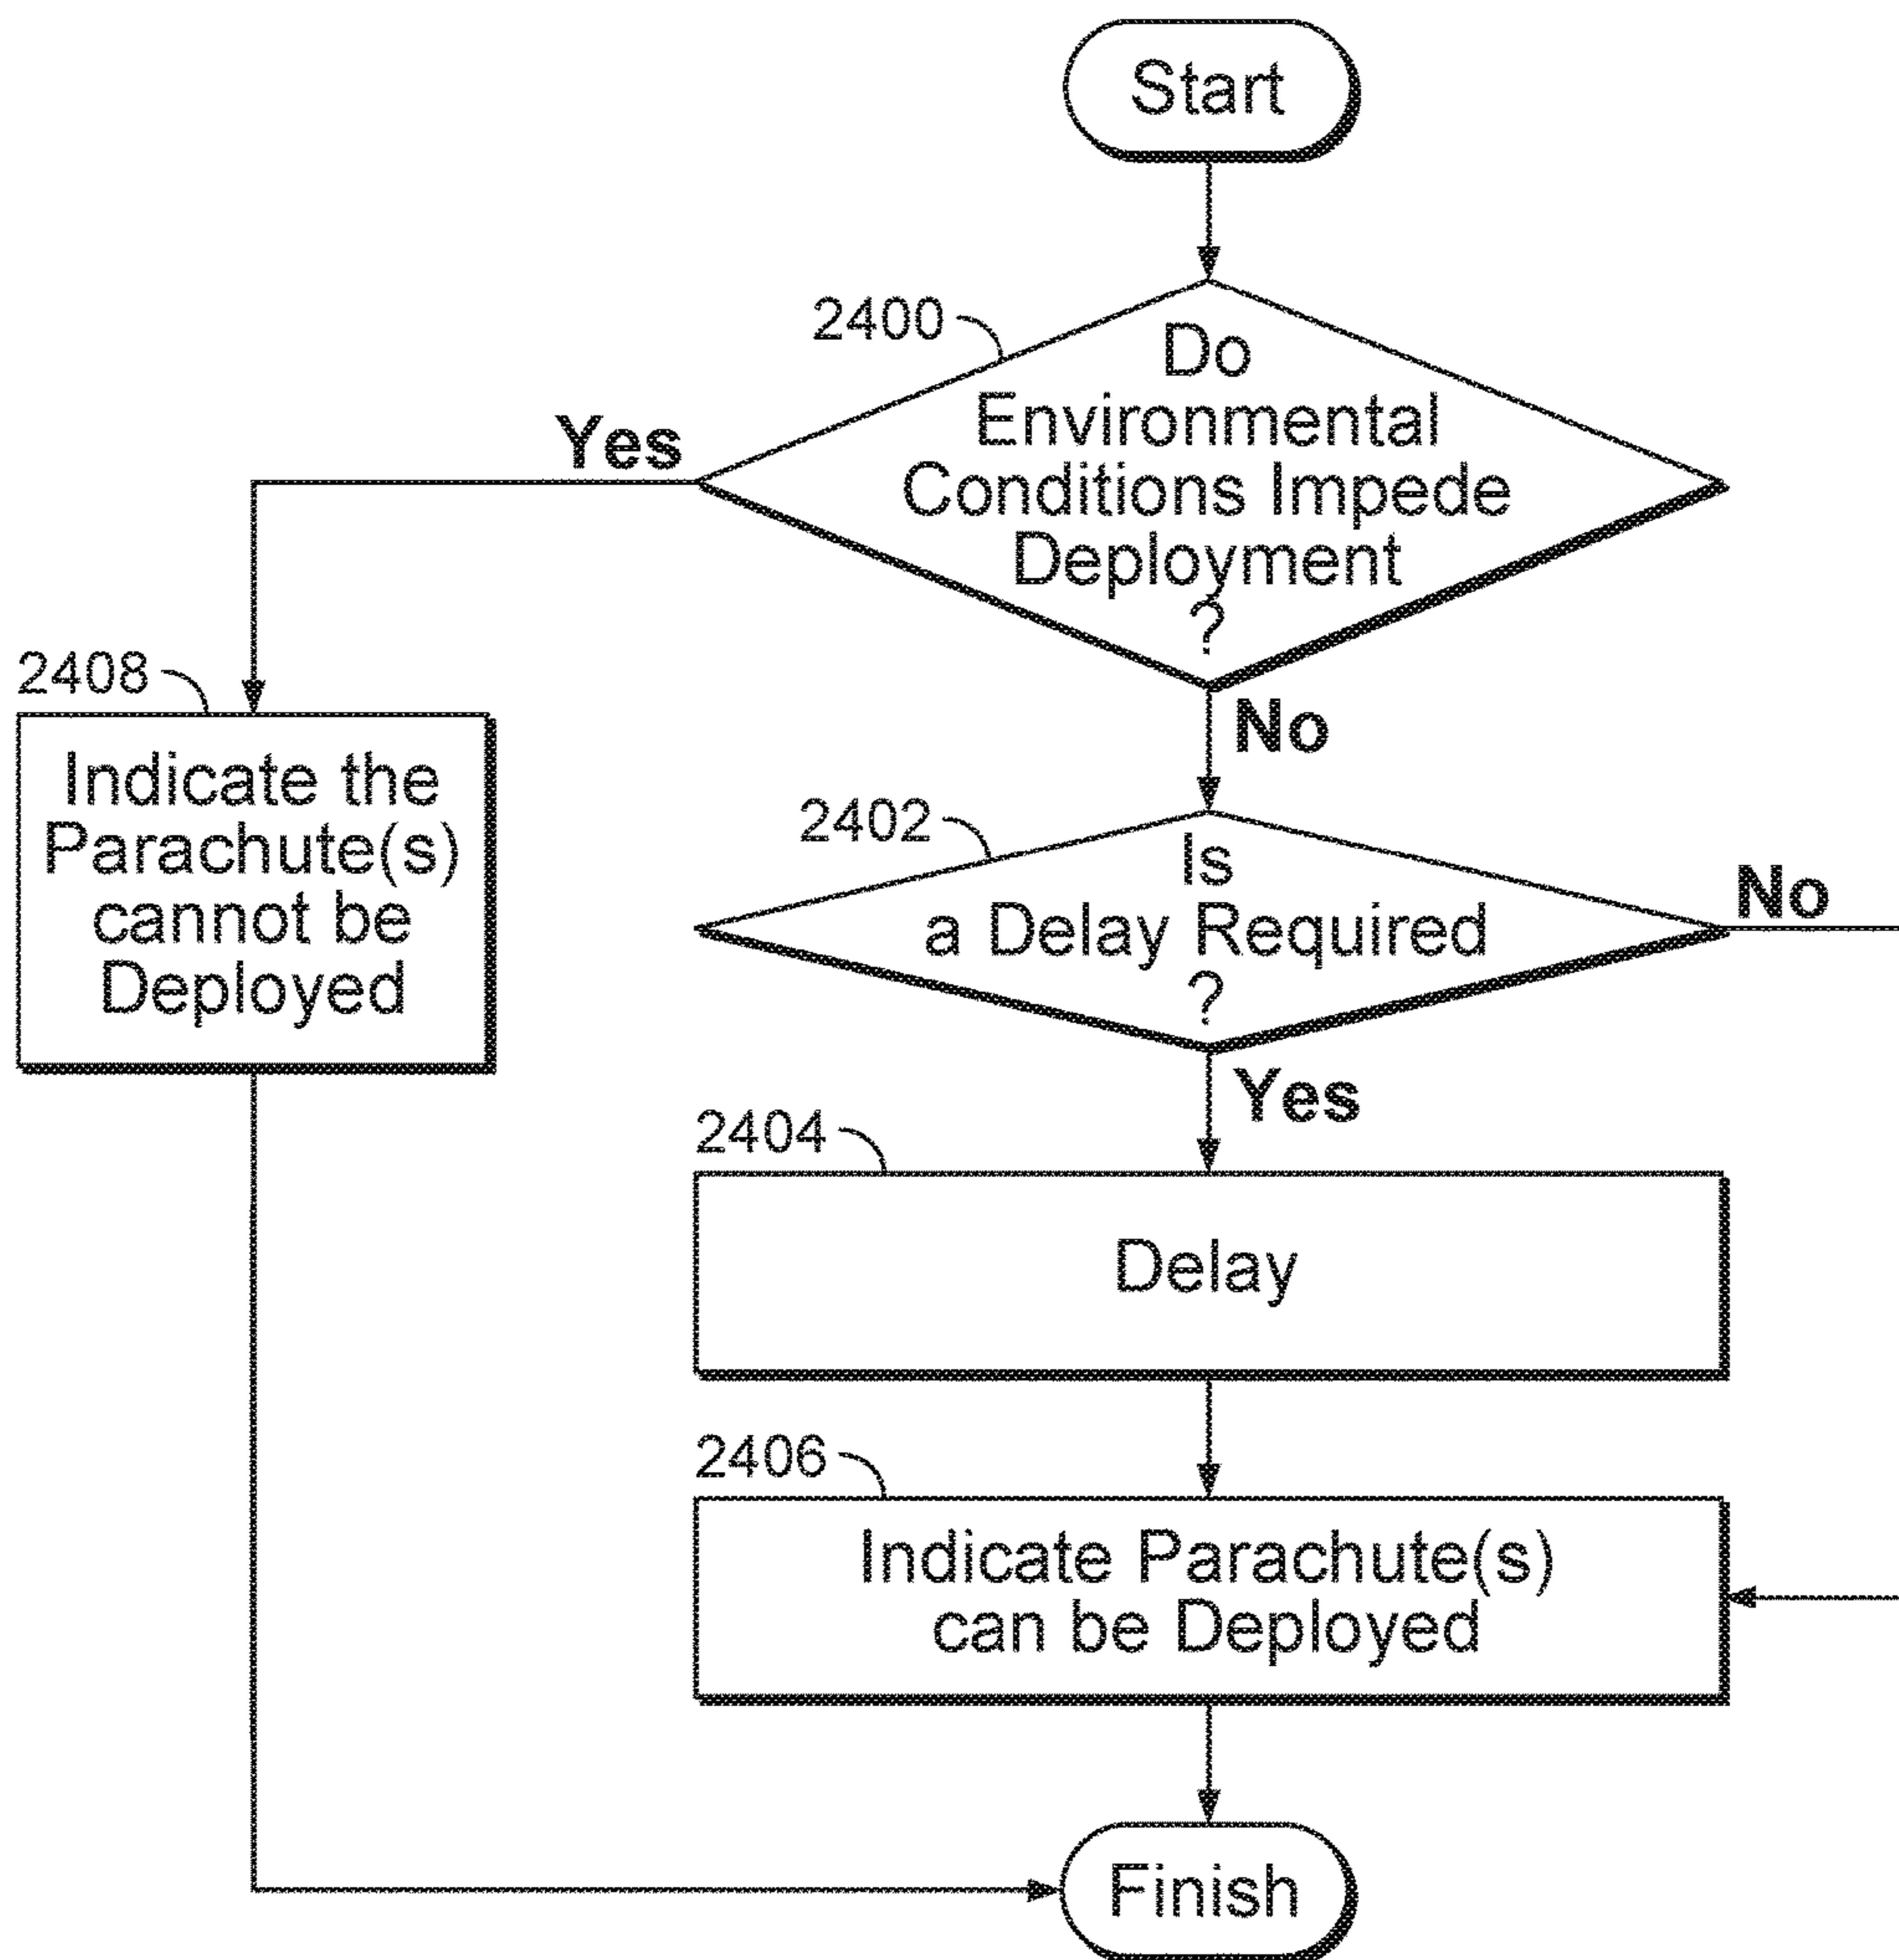 Start
2400
Do
Environmental
Conditions Impede
Deployment
?
Yes
No
2408
Indicate the
Parachute(s)
cannot be
Deployed
2402
Is
a Delay Required
?
No
Yes
2404
Delay
2406
Indicate Parachute(s)
can be Deployed
Finish